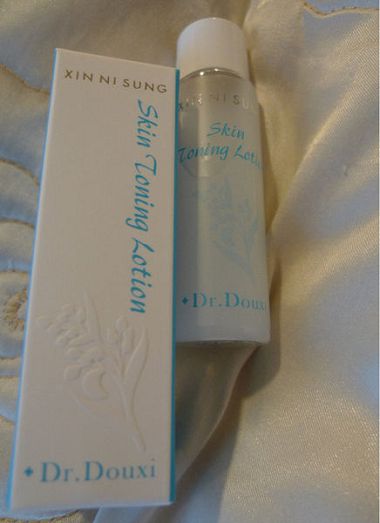 XIN NI SUNG
Skin Toning Lotion
Dr.Douxi
XIN NI SUNG
Skin
Toning Lotion
Dr.Douxi